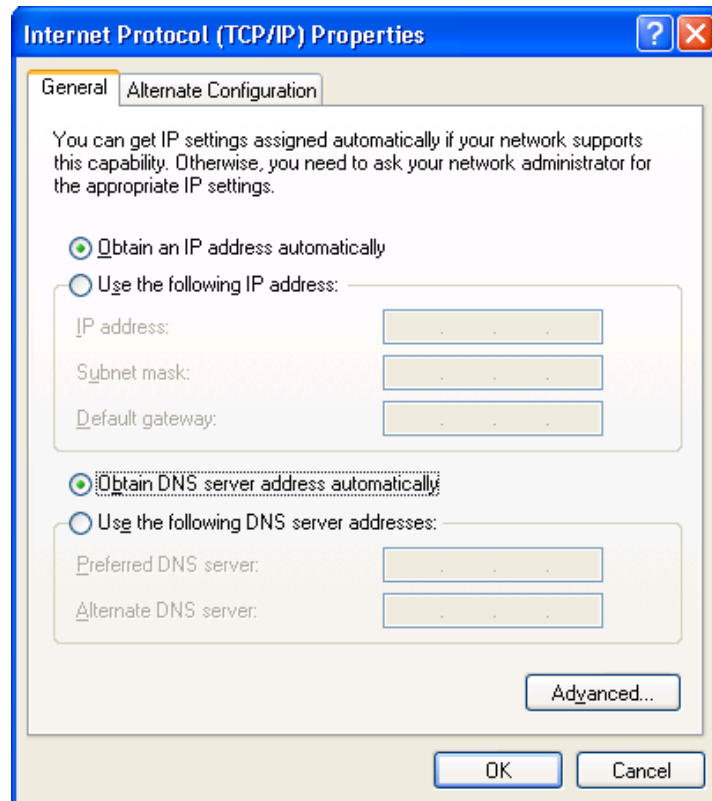 Internet Protocol (TCP/IP) Properties
?
General
Alternate Configuration
You can get IP settings assigned automatically if your network supports
this capability. Otherwise, you need to ask your network administrator for
the appropriate IP settings.
Obtain an IP address automatically
Use the following IP address:
IP address:
Subnet mask:
Default gateway:
Obtain DNS server address automatically
Use the following DNS server addresses:
Preferred DNS server:
Alternate DNS server:
Advanced...
OK
Cancel